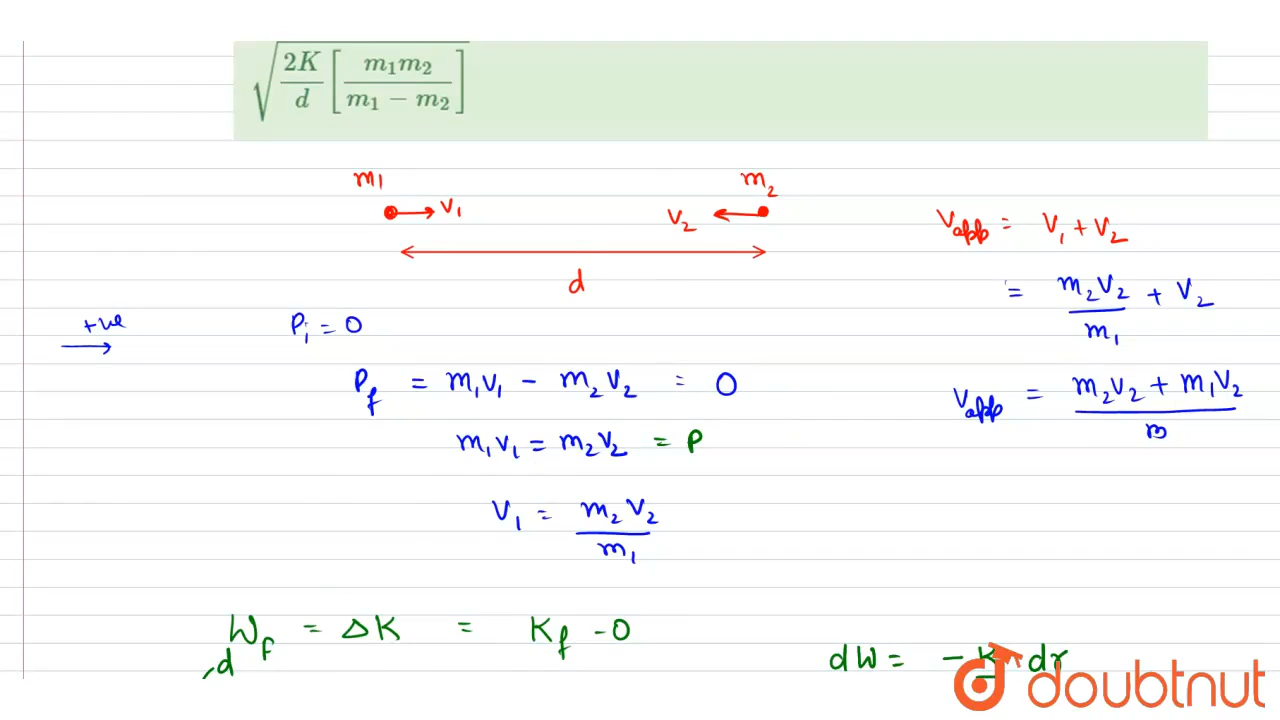 √(2K/d [m₁m₂/(m₁ − m₂)])
m₁ m₂
V₁ V₂
d
V_app = V₁ + V₂
= m₂V₂/m₁ + V₂
V_app = (m₂V₂ + m₁V₂)/m
+ve
P_i = 0
P_f = m₁V₁ − m₂V₂ = 0
m₁V₁ = m₂V₂ = P
V₁ = m₂V₂/m₁
W_f = ΔK = K_f − 0
d
dW = − K dr
doubtnut